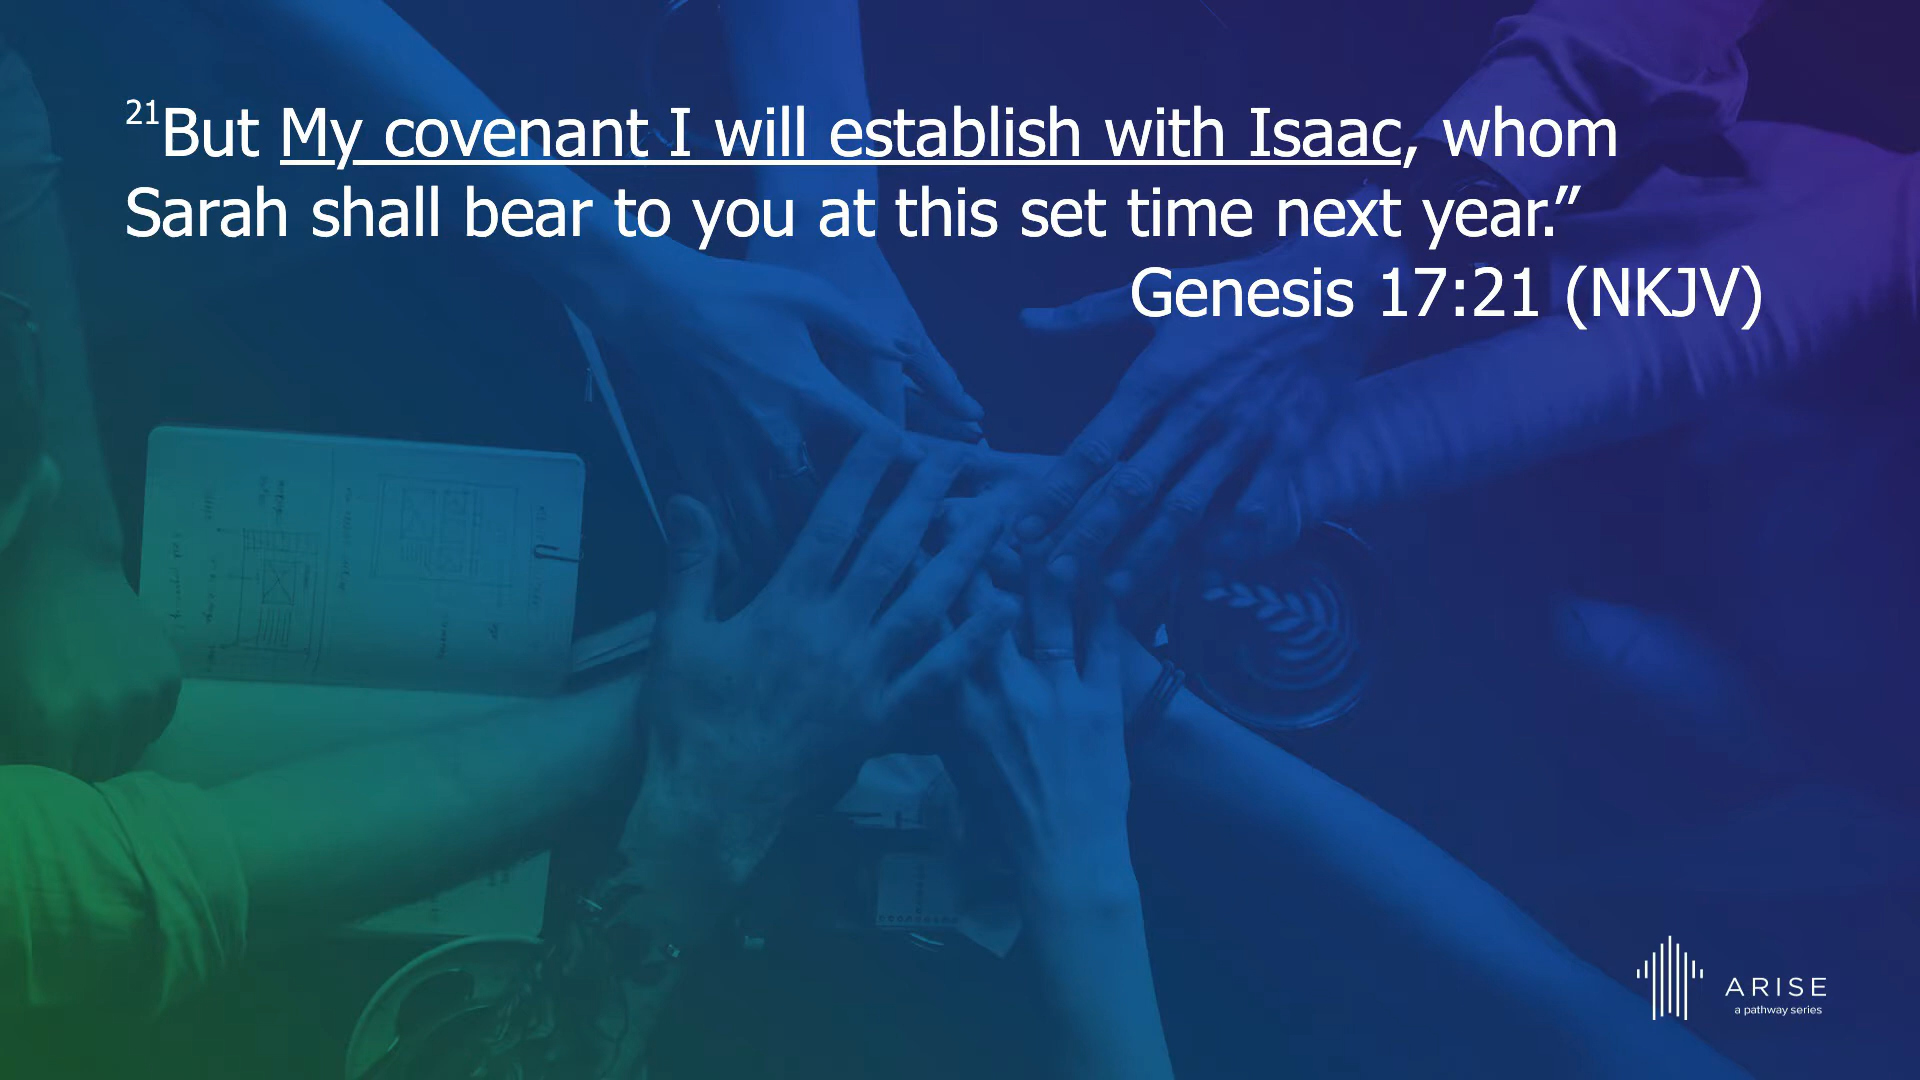 ²¹But My covenant I will establish with Isaac, whom
Sarah shall bear to you at this set time next year.”
Genesis 17:21 (NKJV)
ARISE
a pathway series